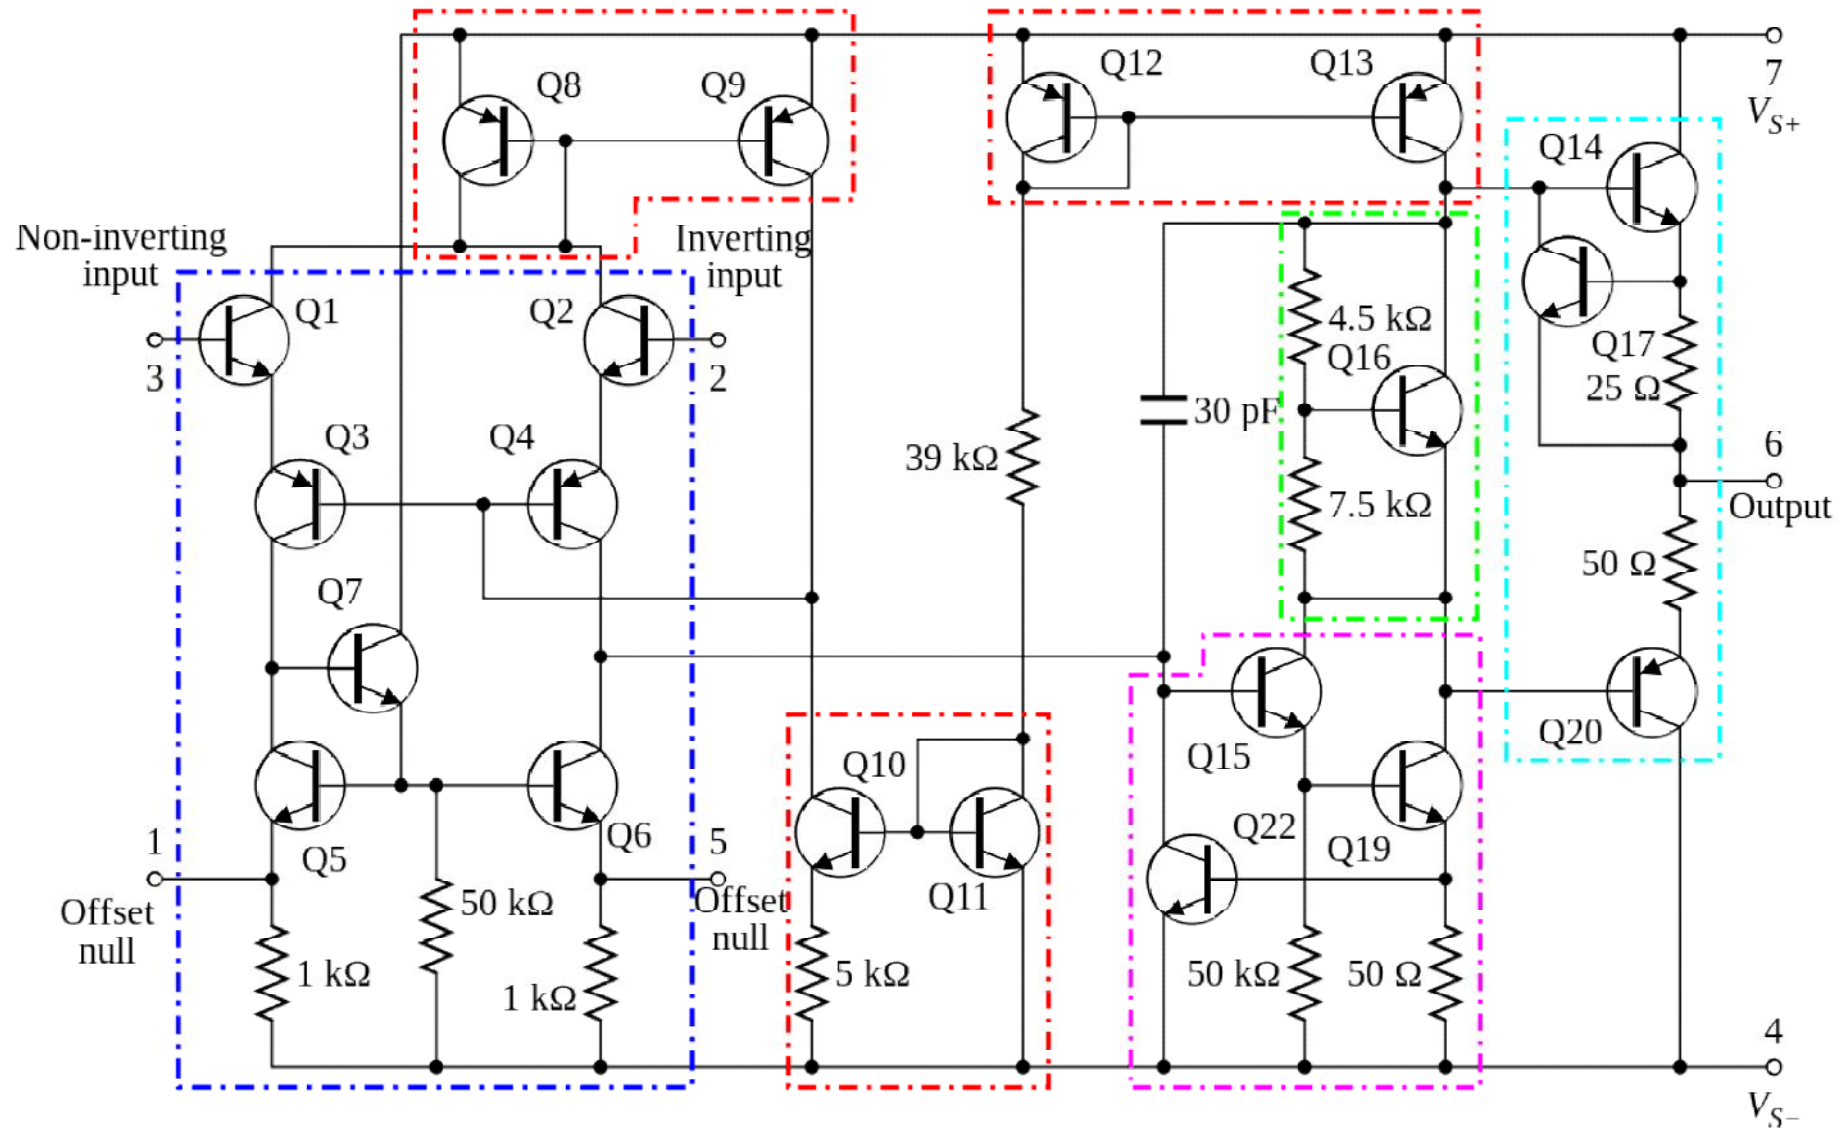 Q8
Q9
Q12
Q13
7
V_S+
Q14
Non-inverting
input
Inverting
input
Q1
Q2
3
2
4.5 kΩ
Q16
Q17
25 Ω
30 pF
Q3
Q4
39 kΩ
6
Output
7.5 kΩ
50 Ω
Q7
Q15
Q20
Q10
Q22
Q19
1
Q5
Q6
5
Offset
null
50 kΩ
Offset
null
Q11
1 kΩ
1 kΩ
5 kΩ
50 kΩ
50 Ω
4
V_S−